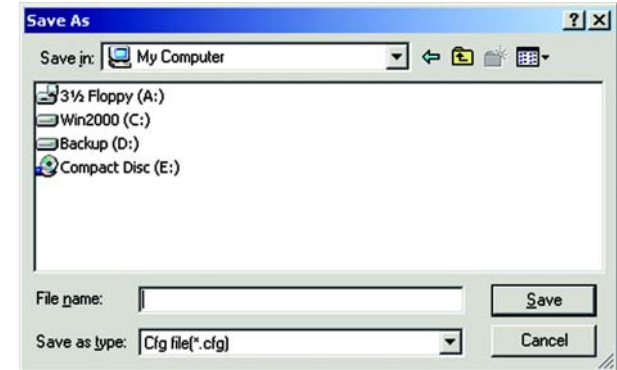 Save As
Save in: My Computer
3½ Floppy (A:)
Win2000 (C:)
Backup (D:)
Compact Disc (E:)
File name: Save
Save as type: Cfg file(*.cfg) Cancel